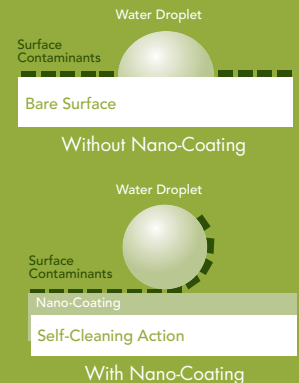 Water Droplet
Surface
Contaminants
Bare Surface
Without Nano-Coating
Water Droplet
Surface
Contaminants
Nano-Coating
Self-Cleaning Action
With Nano-Coating